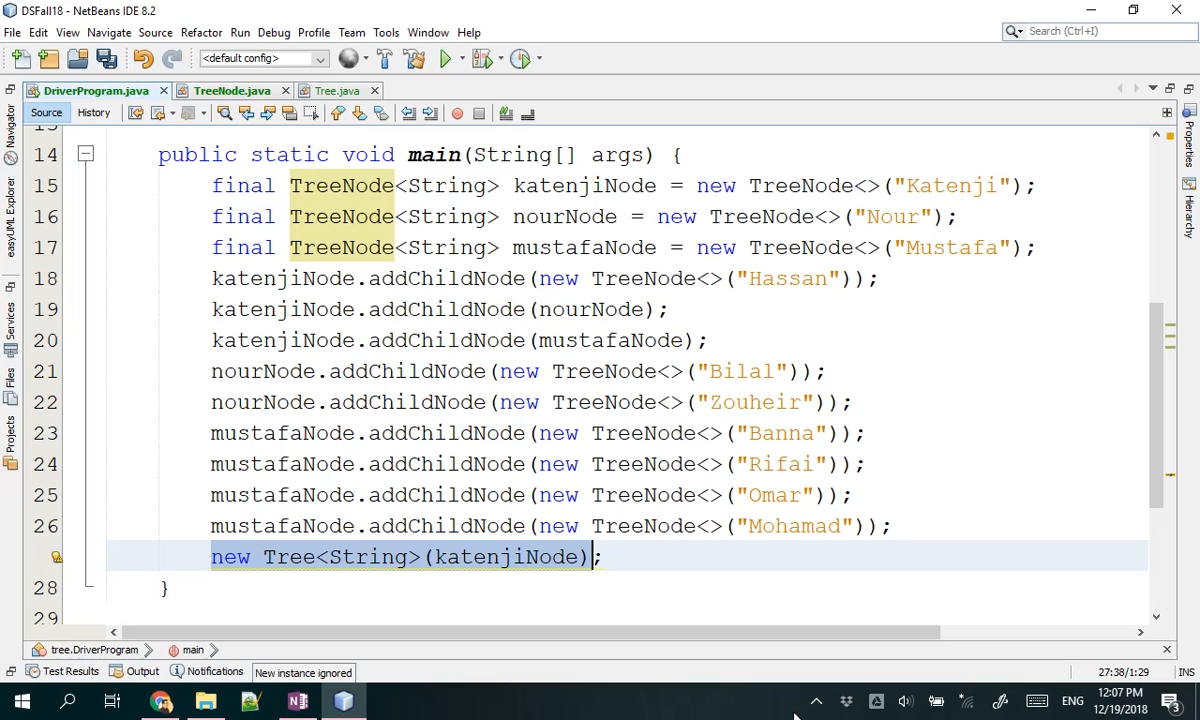 DSFall18 - NetBeans IDE 8.2
File Edit View Navigate Source Refactor Run Debug Profile Team Tools Window Help
Search (Ctrl+I)
<default config>
DriverProgram.java TreeNode.java Tree.java
Source History
Navigator
easyUML Explorer
Services
Files
Projects
Properties
Hierarchy
14 public static void main(String[] args) {
15 final TreeNode<String> katenjiNode = new TreeNode<>("Katenji");
16 final TreeNode<String> nourNode = new TreeNode<>("Nour");
17 final TreeNode<String> mustafaNode = new TreeNode<>("Mustafa");
18 katenjiNode.addChildNode(new TreeNode<>("Hassan"));
19 katenjiNode.addChildNode(nourNode);
20 katenjiNode.addChildNode(mustafaNode);
21 nourNode.addChildNode(new TreeNode<>("Bilal"));
22 nourNode.addChildNode(new TreeNode<>("Zouheir"));
23 mustafaNode.addChildNode(new TreeNode<>("Banna"));
24 mustafaNode.addChildNode(new TreeNode<>("Rifai"));
25 mustafaNode.addChildNode(new TreeNode<>("Omar"));
26 mustafaNode.addChildNode(new TreeNode<>("Mohamad"));
new Tree<String>(katenjiNode);
28 }
29
tree.DriverProgram main
Test Results Output Notifications New instance ignored 27:38/1:29 INS
ENG 12:07 PM
12/19/2018 3